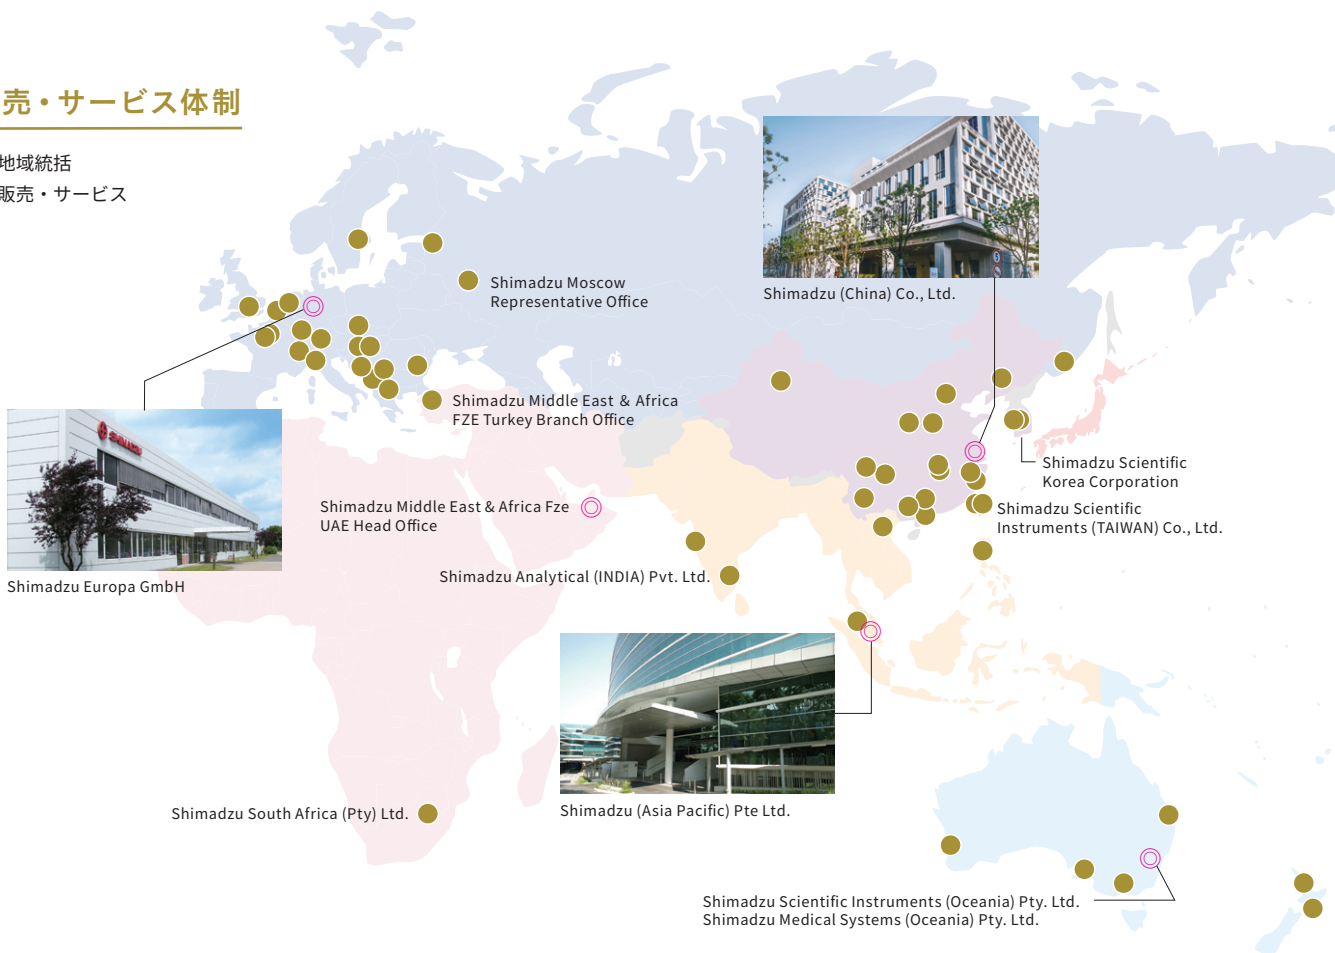 売・サービス体制
地域統括
販売・サービス
Shimadzu Moscow
Representative Office
Shimadzu (China) Co., Ltd.
Shimadzu Middle East & Africa
FZE Turkey Branch Office
SHIMADZU
Shimadzu Europa GmbH
Shimadzu Middle East & Africa Fze
UAE Head Office
Shimadzu Scientific
Korea Corporation
Shimadzu Scientific
Instruments (TAIWAN) Co., Ltd.
Shimadzu Analytical (INDIA) Pvt. Ltd.
Shimadzu (Asia Pacific) Pte Ltd.
Shimadzu South Africa (Pty) Ltd.
Shimadzu Scientific Instruments (Oceania) Pty. Ltd.
Shimadzu Medical Systems (Oceania) Pty. Ltd.